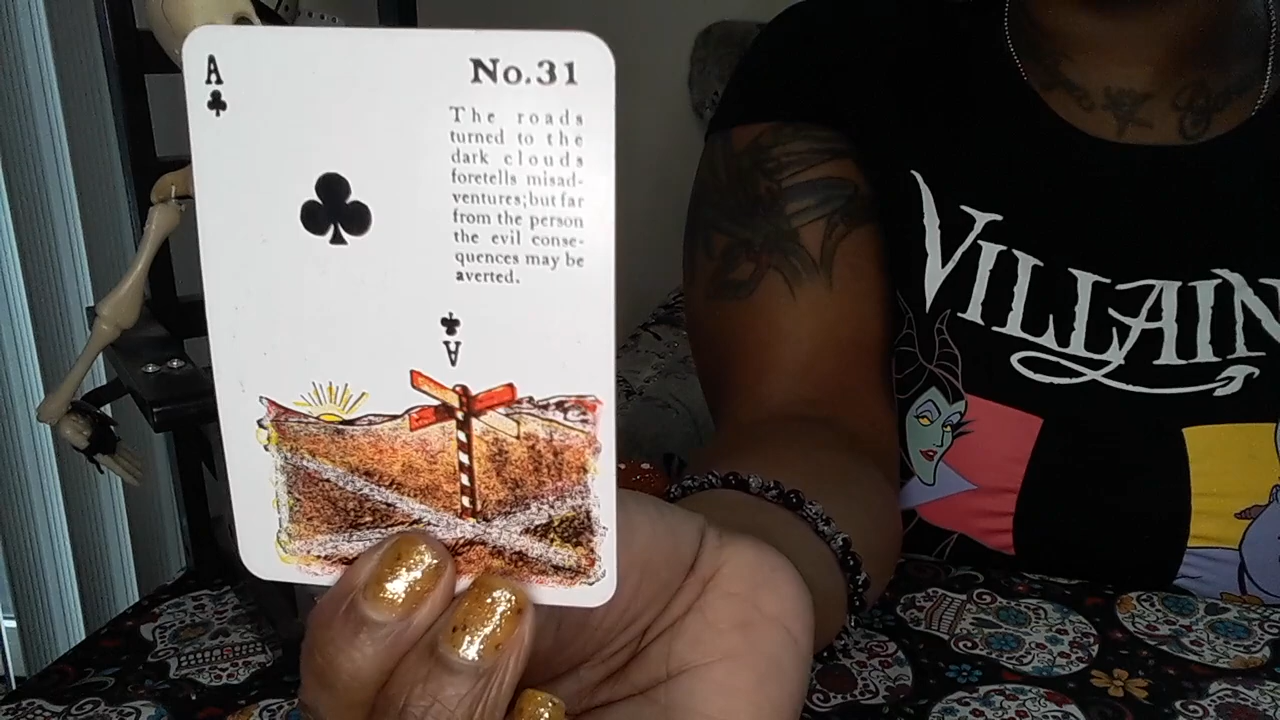 A
No.31
The roads
turned to the
dark clouds
foretells misad-
ventures;but far
from the person
the evil conse-
quences may be
averted.
A
VILLAIN